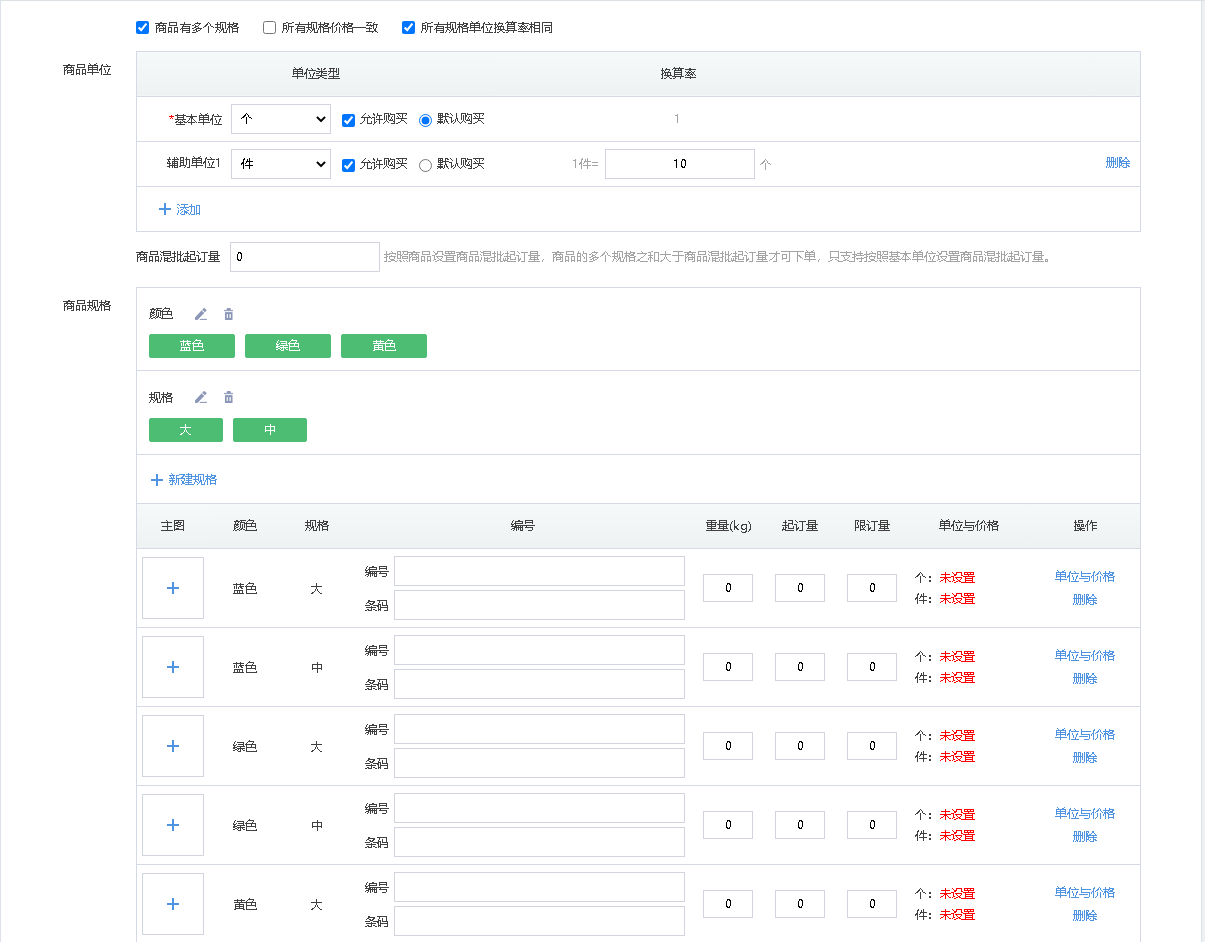 商品有多个规格 所有规格价格一致 所有规格单位换算率相同
商品单位
单位类型 换算率
*基本单位 个 允许购买 默认购买 1
辅助单位1 件 允许购买 默认购买 1件= 10 个 删除
+ 添加
商品混批起订量 0 按照商品设置商品混批起订量，商品的多个规格之和大于商品混批起订量才可下单，只支持按照基本单位设置商品混批起订量。
商品规格
颜色
蓝色 绿色 黄色
规格
大 中
+ 新建规格
主图 颜色 规格 编号 重量(kg) 起订量 限订量 单位与价格 操作
+ 蓝色 大 编号 条码 0 0 0 个：未设置 件：未设置 单位与价格 删除
+ 蓝色 中 编号 条码 0 0 0 个：未设置 件：未设置 单位与价格 删除
+ 绿色 大 编号 条码 0 0 0 个：未设置 件：未设置 单位与价格 删除
+ 绿色 中 编号 条码 0 0 0 个：未设置 件：未设置 单位与价格 删除
+ 黄色 大 编号 条码 0 0 0 个：未设置 件：未设置 单位与价格 删除